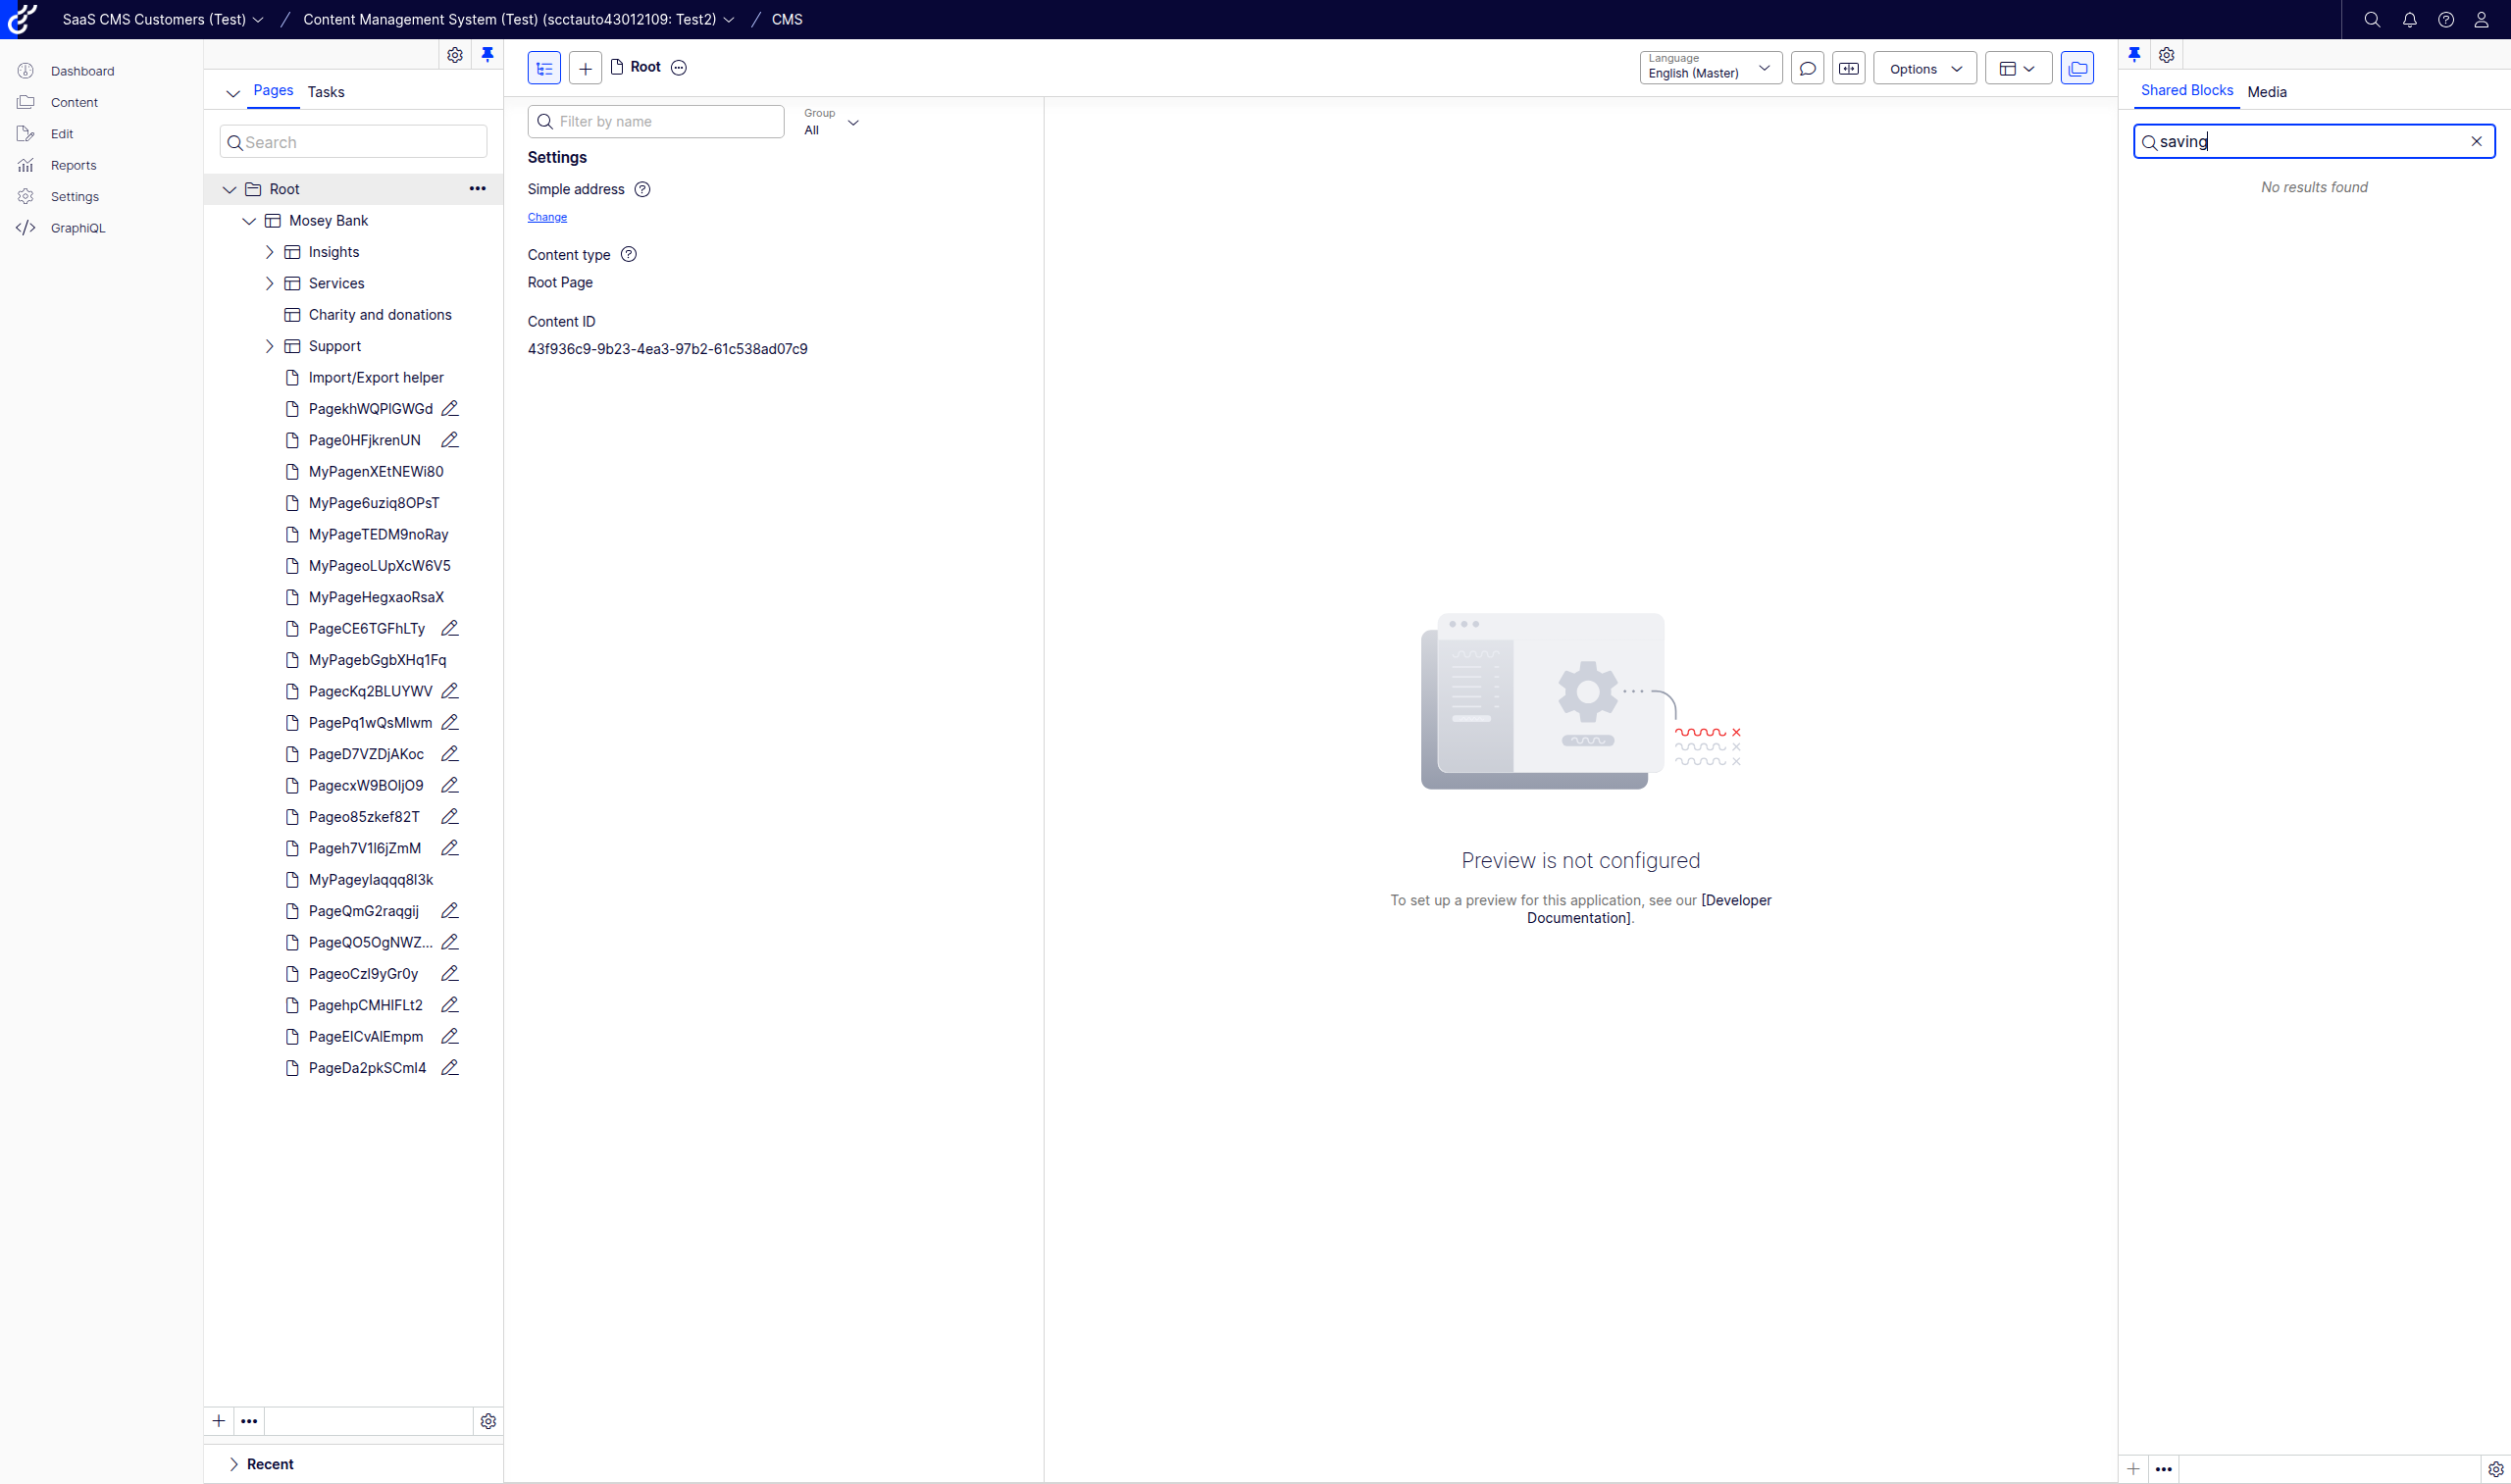 SaaS CMS Customers (Test) / Content Management System (Test) (scctauto43012109: Test2) / CMS
Dashboard
Content
Edit
Reports
Settings
GraphiQL
Pages Tasks
Search
Root
Mosey Bank
Insights
Services
Charity and donations
Support
Import/Export helper
PagekhWQPIGWGd
Page0HFjkrenUN
MyPagenXEtNEWi80
MyPage6uziq8OPsT
MyPageTEDM9noRay
MyPageoLUpXcW6V5
MyPageHegxaoRsaX
PageCE6TGFhLTy
MyPagebGgbXHq1Fq
PagecKq2BLUYWV
PagePq1wQsMlwm
PageD7VZDjAKoc
PagecxW9BOljO9
Pageo85zkef82T
Pageh7V1l6jZmM
MyPageylaqqq8l3k
PageQmG2raqgij
PageQO5OgNWZ...
PageoCzl9yGr0y
PagehpCMHIFLt2
PageEICvAlEmpm
PageDa2pkSCml4
Recent
Root
Language
English (Master)
Options
Filter by name
Group
All
Settings
Simple address
Change
Content type
Root Page
Content ID
43f936c9-9b23-4ea3-97b2-61c538ad07c9
Preview is not configured
To set up a preview for this application, see our [Developer
Documentation].
Shared Blocks Media
saving
No results found